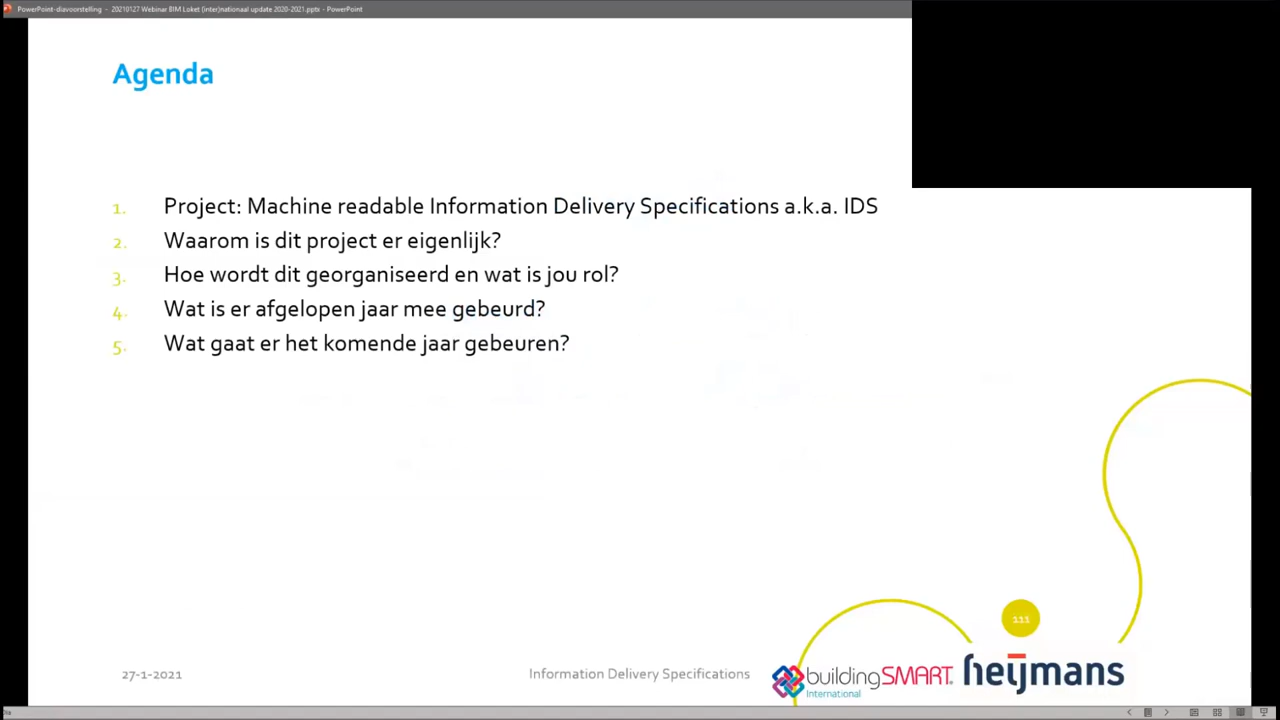 PowerPoint-diavoorstelling - 20210127 Webinar BIM Loket (inter)nationaal update 2020-2021.pptx - PowerPoint
Agenda
1. Project: Machine readable Information Delivery Specifications a.k.a. IDS
2. Waarom is dit project er eigenlijk?
3. Hoe wordt dit georganiseerd en wat is jou rol?
4. Wat is er afgelopen jaar mee gebeurd?
5. Wat gaat er het komende jaar gebeuren?
111
27-1-2021
Information Delivery Specifications
buildingSMART
International
heijmans